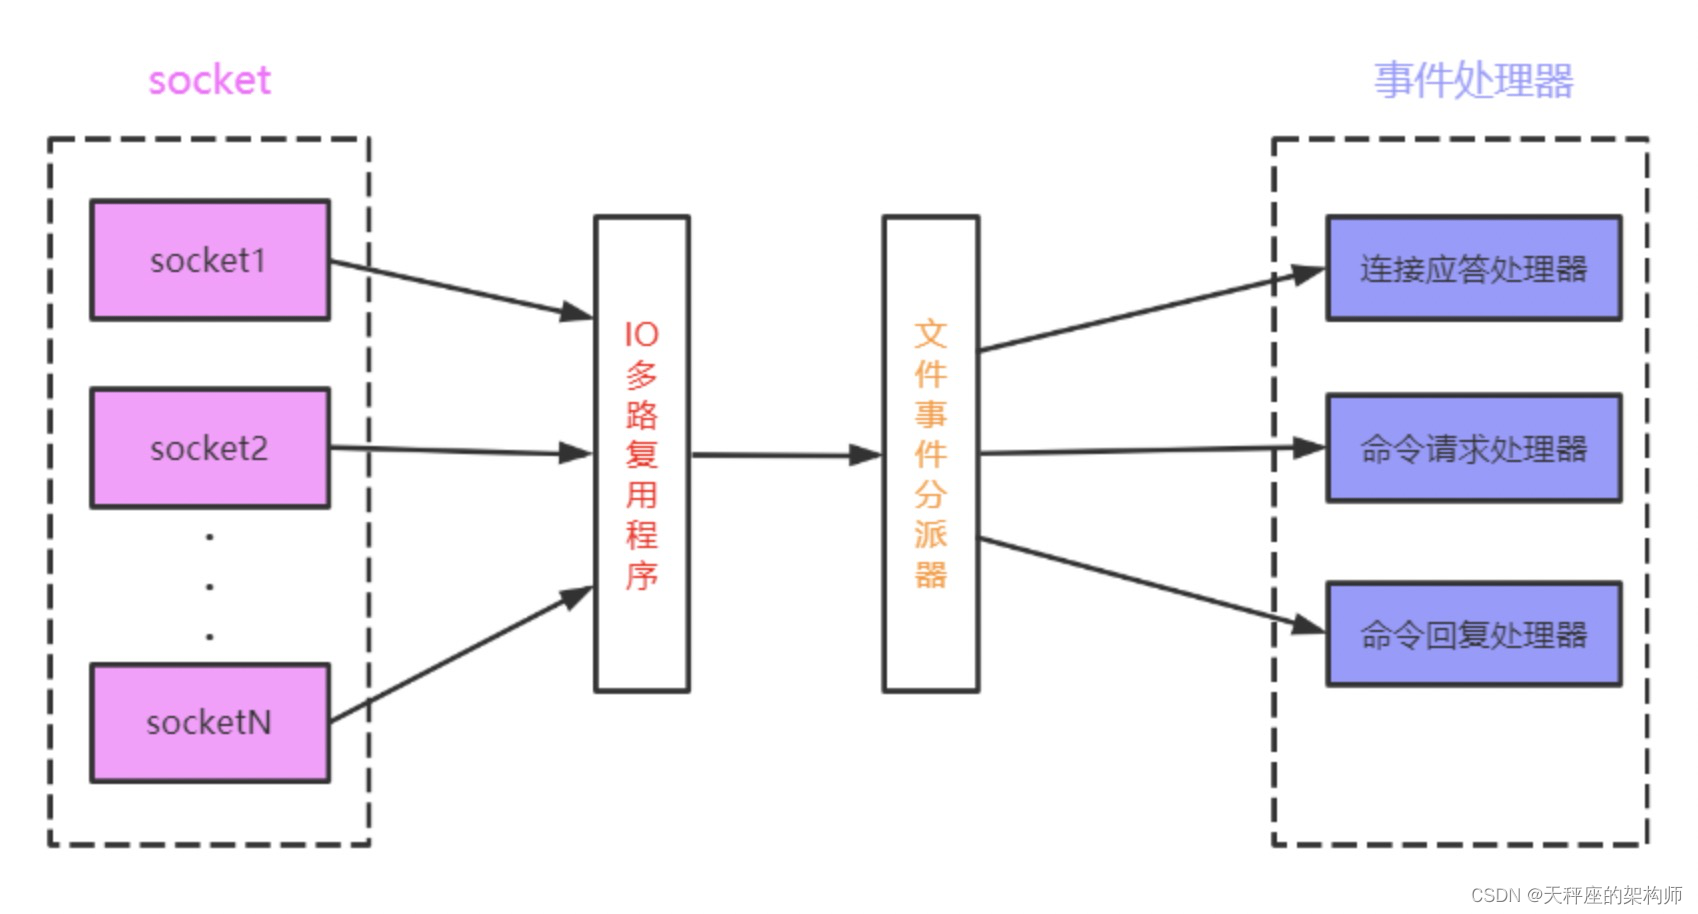 socket
事件处理器
socket1
socket2
socketN
IO多路复用程序
文件事件分派器
连接应答处理器
命令请求处理器
命令回复处理器
CSDN @天秤座的架构师